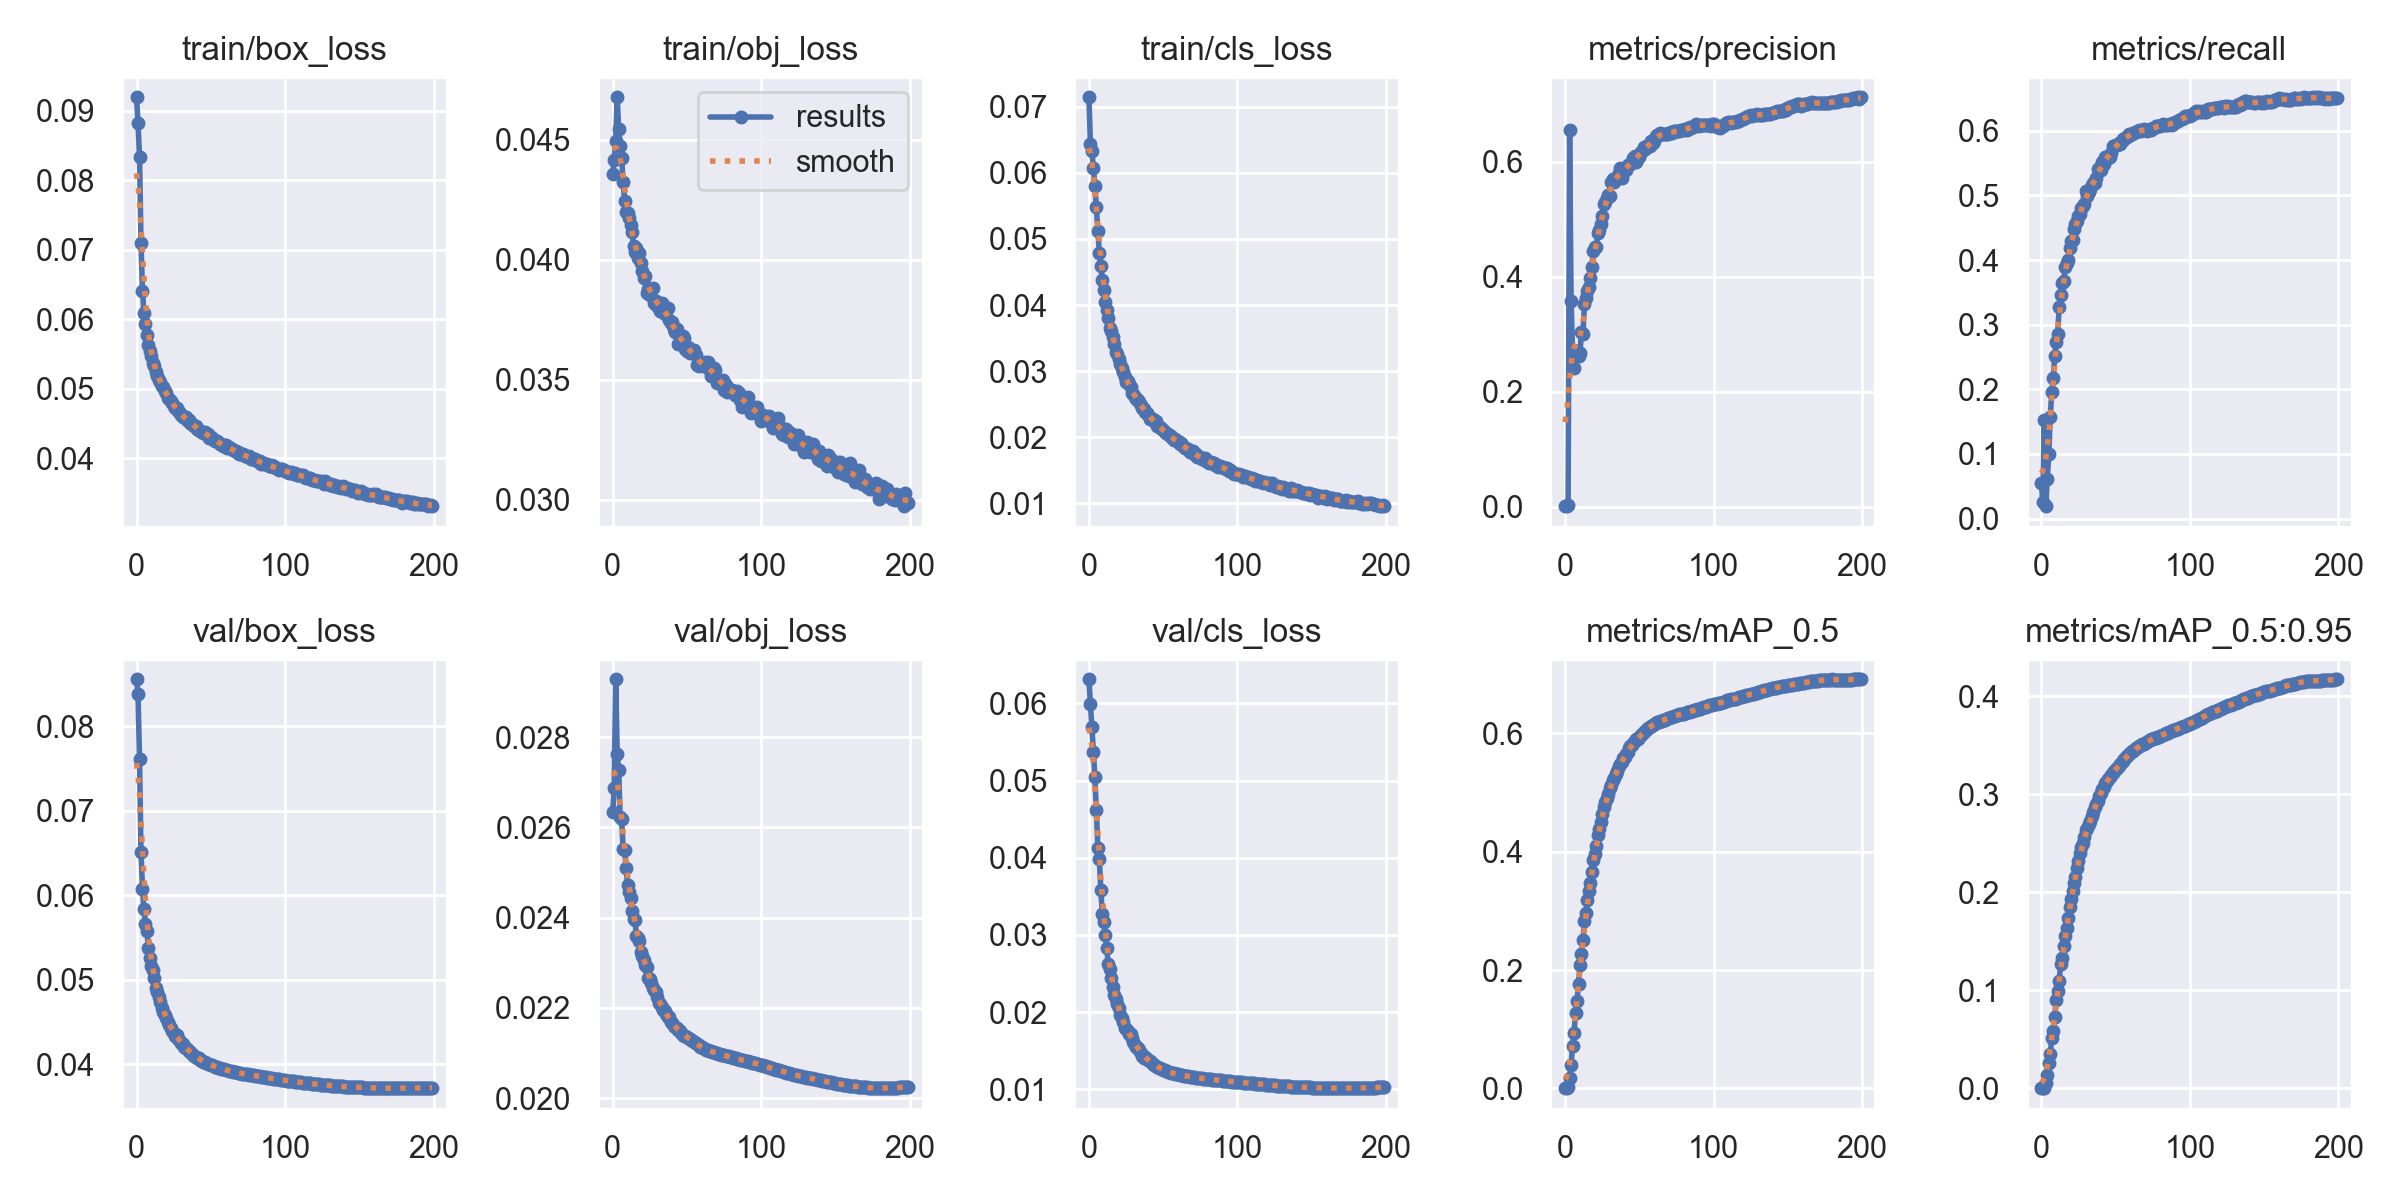 train/box_loss
train/obj_loss
train/cls_loss
metrics/precision
metrics/recall
0.09
0.08
0.07
0.06
0.05
0.04
0 100 200
0.045
0.040
0.035
0.030
results
smooth
0 100 200
0.07
0.06
0.05
0.04
0.03
0.02
0.01
0 100 200
0.6
0.4
0.2
0.0
0 100 200
0.6
0.5
0.4
0.3
0.2
0.1
0.0
0 100 200
val/box_loss
val/obj_loss
val/cls_loss
metrics/mAP_0.5
metrics/mAP_0.5:0.95
0.08
0.07
0.06
0.05
0.04
0 100 200
0.028
0.026
0.024
0.022
0.020
0 100 200
0.06
0.05
0.04
0.03
0.02
0.01
0 100 200
0.6
0.4
0.2
0.0
0 100 200
0.4
0.3
0.2
0.1
0.0
0 100 200